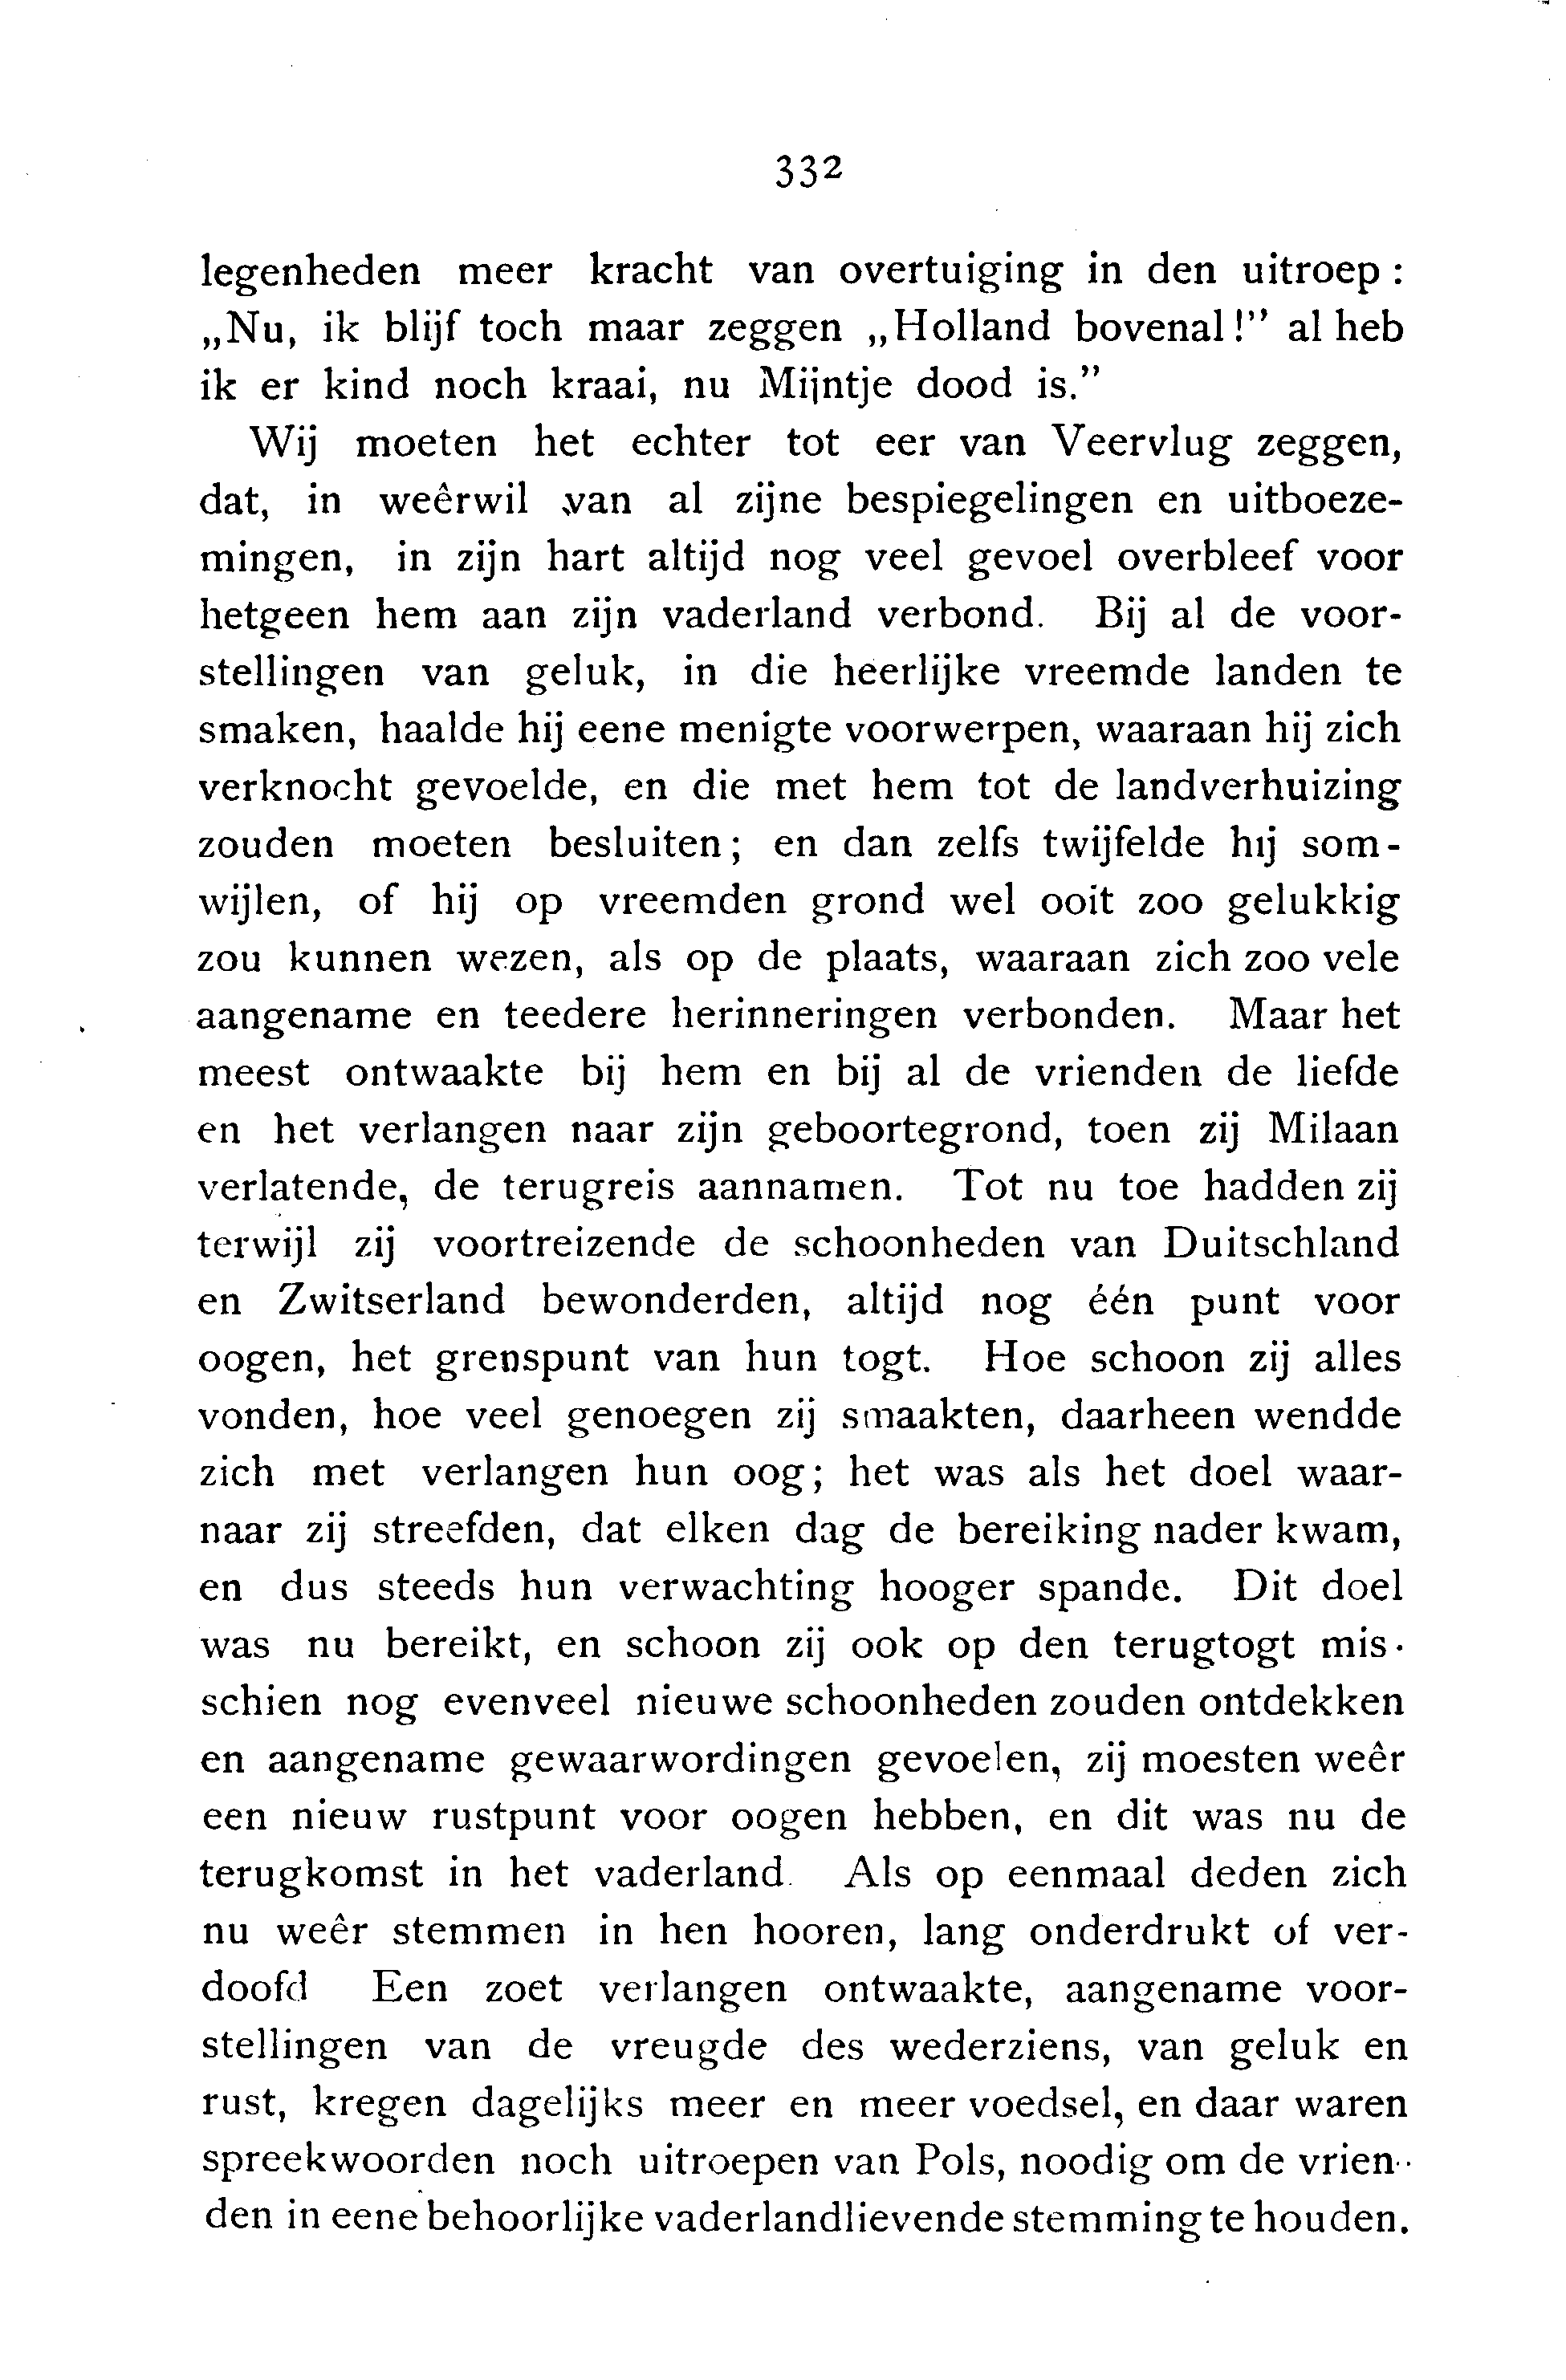 332
legenheden meer kracht van overtuiging in den uitroep :
„Nu, ik blijf toch maar zeggen „Holland bovenal!” al heb
ik er kind noch kraai, nu Mijntje dood is.”
Wij moeten het echter tot eer van Veervlug zeggen,
dat, in weêrwil van al zijne bespiegelingen en uitboeze-
mingen, in zijn hart altijd nog veel gevoel overbleef voor
hetgeen hem aan zijn vaderland verbond. Bij al de voor-
stellingen van geluk, in die heerlijke vreemde landen te
smaken, haalde hij eene menigte voorwerpen, waaraan hij zich
verknocht gevoelde, en die met hem tot de landverhuizing
zouden moeten besluiten; en dan zelfs twijfelde hij som-
wijlen, of hij op vreemden grond wel ooit zoo gelukkig
zou kunnen wezen, als op de plaats, waaraan zich zoo vele
aangename en teedere herinneringen verbonden. Maar het
meest ontwaakte bij hem en bij al de vrienden de liefde
en het verlangen naar zijn geboortegrond, toen zij Milaan
verlatende, de terugreis aannamen. Tot nu toe hadden zij
terwijl zij voortreizende de schoonheden van Duitschland
en Zwitserland bewonderden, altijd nog één punt voor
oogen, het grenspunt van hun togt. Hoe schoon zij alles
vonden, hoe veel genoegen zij smaakten, daarheen wendde
zich met verlangen hun oog; het was als het doel waar-
naar zij streefden, dat elken dag de bereiking nader kwam,
en dus steeds hun verwachting hooger spande. Dit doel
was nu bereikt, en schoon zij ook op den terugtogt mis-
schien nog evenveel nieuwe schoonheden zouden ontdekken
en aangename gewaarwordingen gevoelen, zij moesten weêr
een nieuw rustpunt voor oogen hebben, en dit was nu de
terugkomst in het vaderland. Als op eenmaal deden zich
nu weêr stemmen in hen hooren, lang onderdrukt of ver-
doofd Een zoet verlangen ontwaakte, aangename voor-
stellingen van de vreugde des wederziens, van geluk en
rust, kregen dagelijks meer en meer voedsel, en daar waren
spreekwoorden noch uitroepen van Pols, noodig om de vrien-
den in eene behoorlijke vaderlandlievende stemming te houden.